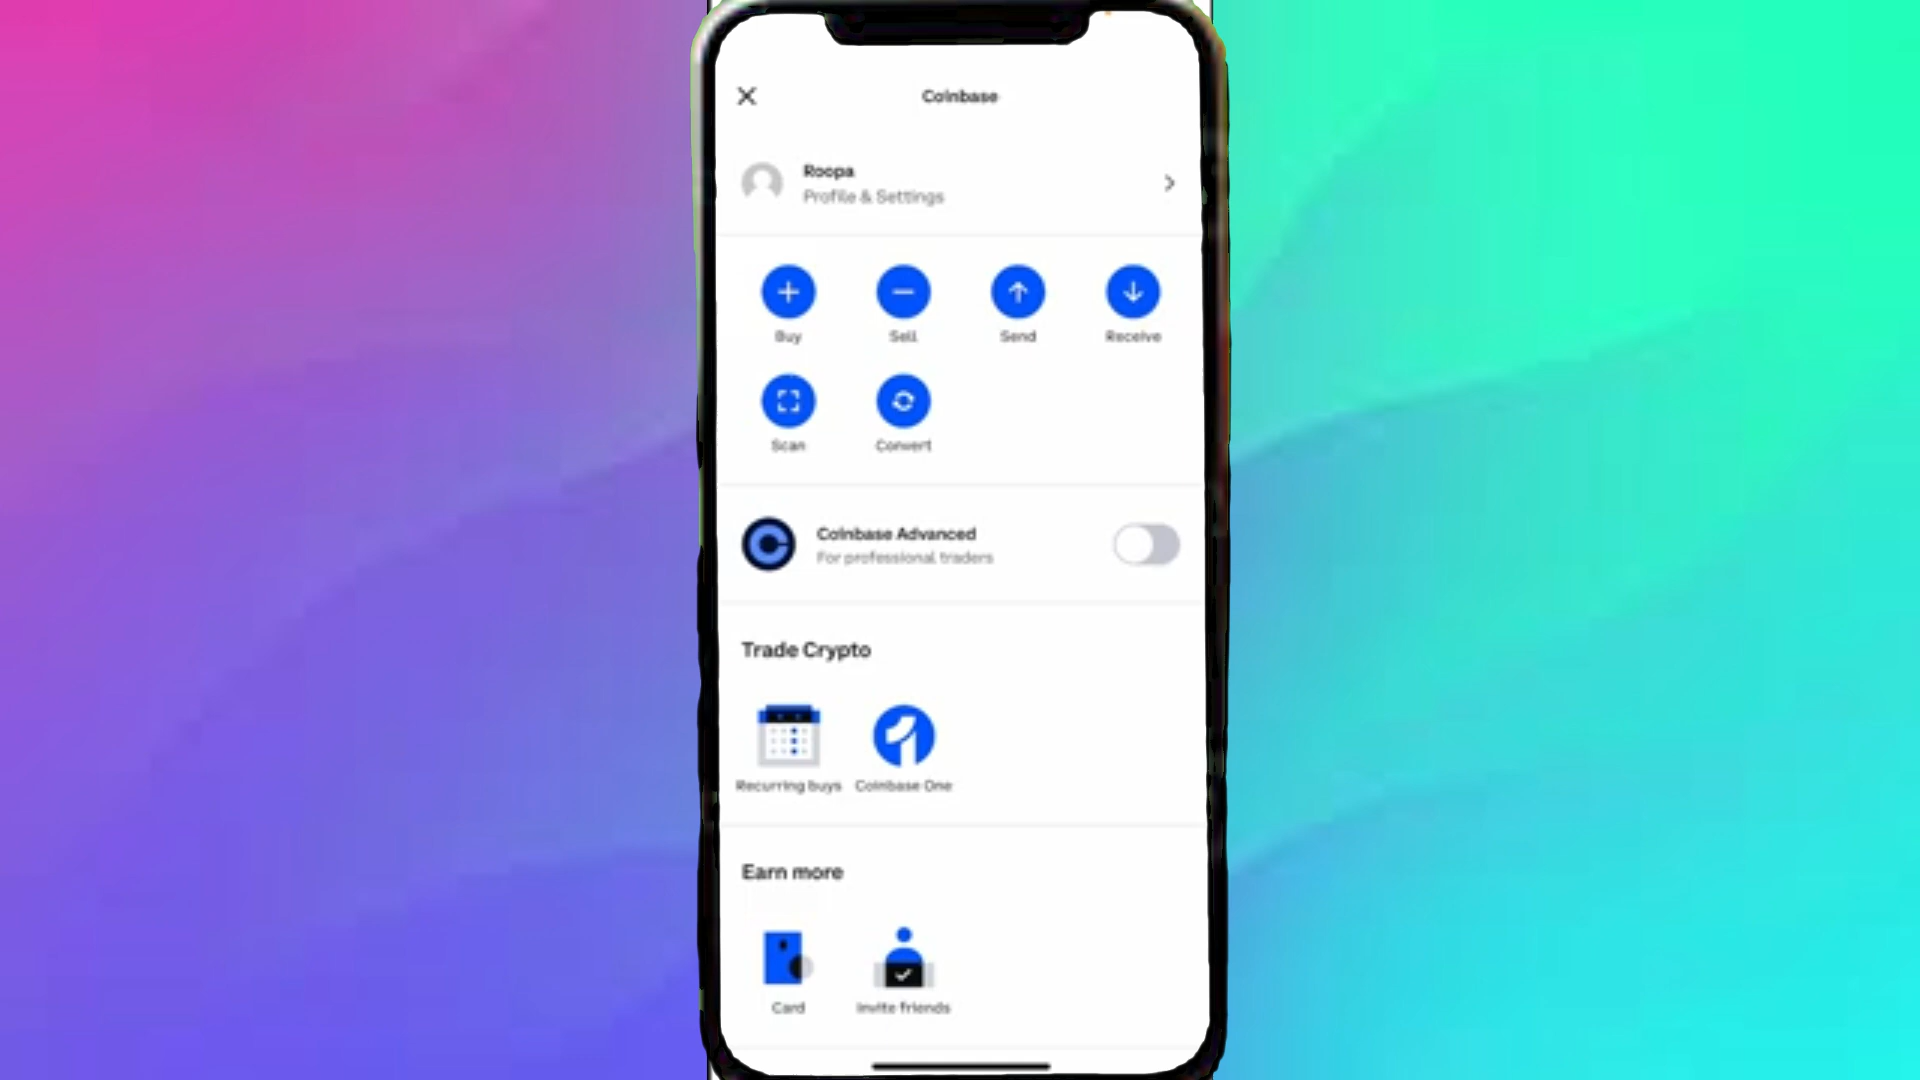 Coinbase
Roopa
Profile & Settings
Buy
Sell
Send
Receive
Scan
Convert
Coinbase Advanced
For professional traders
Trade Crypto
Recurring buys
Coinbase One
Earn more
Card
Invite friends